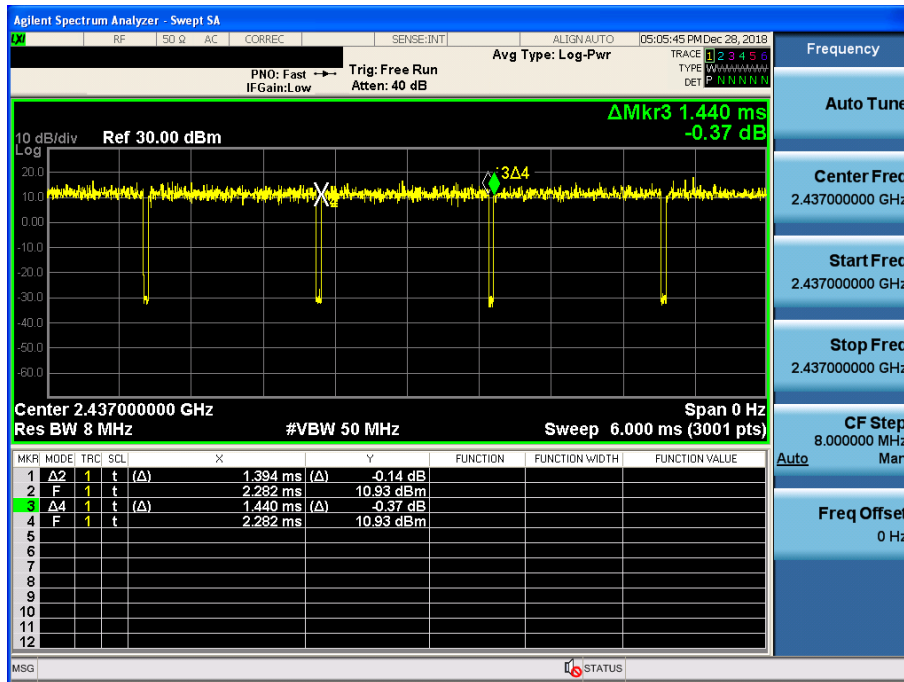 Agilent Spectrum Analyzer - Swept SA
LXI RF 50 Ω AC CORREC SENSE:INT ALIGN AUTO 05:05:45 PM Dec 28, 2018
Frequency
Avg Type: Log-Pwr
TRACE 1 2 3 4 5 6
TYPE
DET P N N N N N
PNO: Fast
IFGain:Low
Trig: Free Run
Atten: 40 dB
Auto Tune
ΔMkr3 1.440 ms
-0.37 dB
10 dB/div Ref 30.00 dBm
Log
20.0
10.0
0.00
-10.0
-20.0
-30.0
-40.0
-50.0
-60.0
3Δ4
Center Freq
2.437000000 GHz
Start Freq
2.437000000 GHz
Stop Freq
2.437000000 GHz
Center 2.437000000 GHz Span 0 Hz
Res BW 8 MHz #VBW 50 MHz Sweep 6.000 ms (3001 pts)
CF Step
8.000000 MHz
Auto Man
Freq Offset
0 Hz
MKR MODE TRC SCL X Y FUNCTION FUNCTION WIDTH FUNCTION VALUE
1 Δ2 1 t (Δ) 1.394 ms (Δ) -0.14 dB
2 F 1 t 2.282 ms 10.93 dBm
3 Δ4 1 t (Δ) 1.440 ms (Δ) -0.37 dB
4 F 1 t 2.282 ms 10.93 dBm
5
6
7
8
9
10
11
12
MSG STATUS